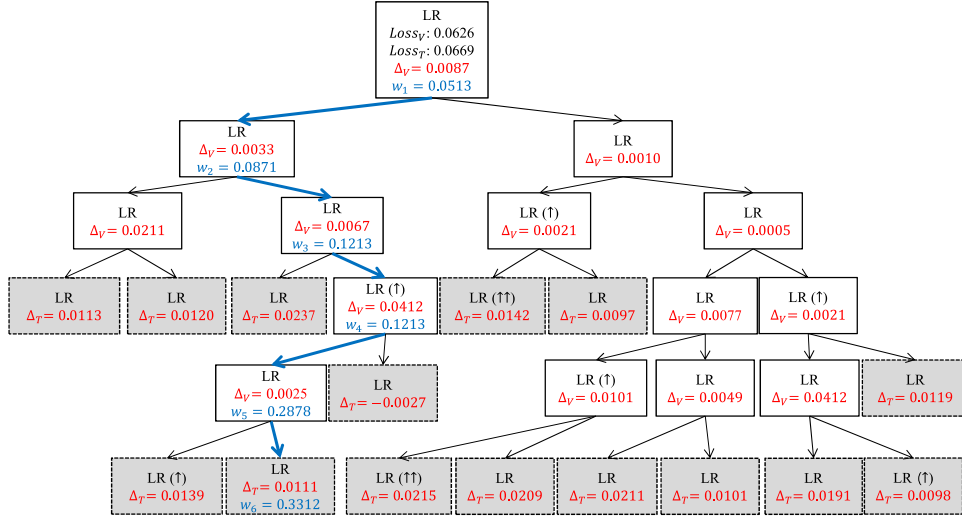 LR
Loss_V: 0.0626
Loss_T: 0.0669
Δ_V = 0.0087
w_1 = 0.0513
LR
Δ_V = 0.0033
w_2 = 0.0871
LR
Δ_V = 0.0010
LR
Δ_V = 0.0211
LR
Δ_V = 0.0067
w_3 = 0.1213
LR (↑)
Δ_V = 0.0021
LR
Δ_V = 0.0005
LR
Δ_T = 0.0113
LR
Δ_T = 0.0120
LR
Δ_T = 0.0237
LR (↑)
Δ_V = 0.0412
w_4 = 0.1213
LR (↑↑)
Δ_T = 0.0142
LR
Δ_T = 0.0097
LR
Δ_V = 0.0077
LR (↑)
Δ_V = 0.0021
LR
Δ_V = 0.0025
w_5 = 0.2878
LR
Δ_T = −0.0027
LR (↑)
Δ_V = 0.0101
LR
Δ_V = 0.0049
LR
Δ_V = 0.0412
LR
Δ_T = 0.0119
LR (↑)
Δ_T = 0.0139
LR
Δ_T = 0.0111
w_6 = 0.3312
LR (↑↑)
Δ_T = 0.0215
LR
Δ_T = 0.0209
LR
Δ_T = 0.0211
LR
Δ_T = 0.0101
LR
Δ_T = 0.0191
LR (↑)
Δ_T = 0.0098